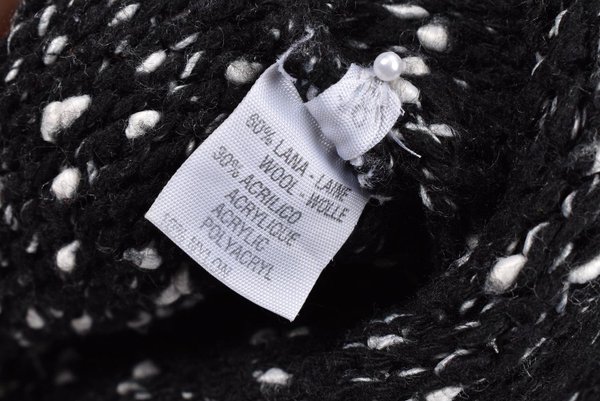 60% LANA - LAINE
WOOL - WOLLE
30% ACRILICO
ACRYLIQUE
ACRYLIC
POLYACRYL
10% NYLON